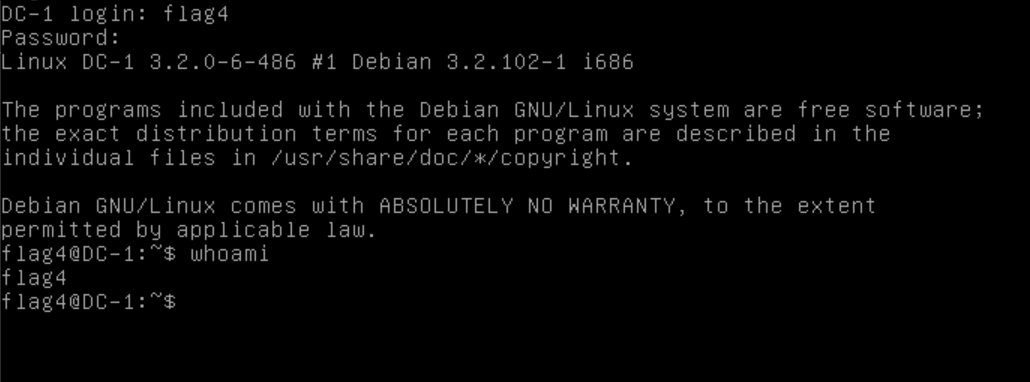 DC-1 login: flag4
Password:
Linux DC-1 3.2.0-6-486 #1 Debian 3.2.102-1 i686
The programs included with the Debian GNU/Linux system are free software;
the exact distribution terms for each program are described in the
individual files in /usr/share/doc/*/copyright.
Debian GNU/Linux comes with ABSOLUTELY NO WARRANTY, to the extent
permitted by applicable law.
flag4@DC-1:~$ whoami
flag4
flag4@DC-1:~$